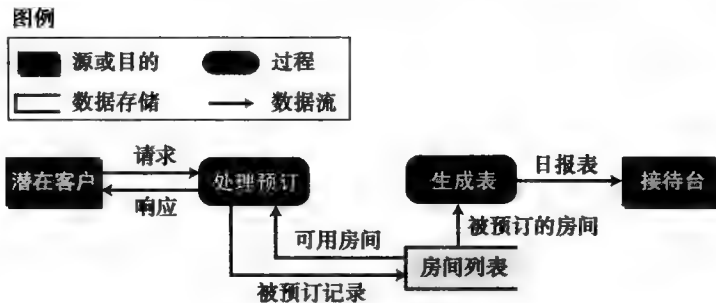 图例
源或目的 过程
数据存储 数据流
潜在客户 请求 处理预订 生成表 日报表 接待台
响应
可用房间 被预订的房间
房间列表
被预订记录